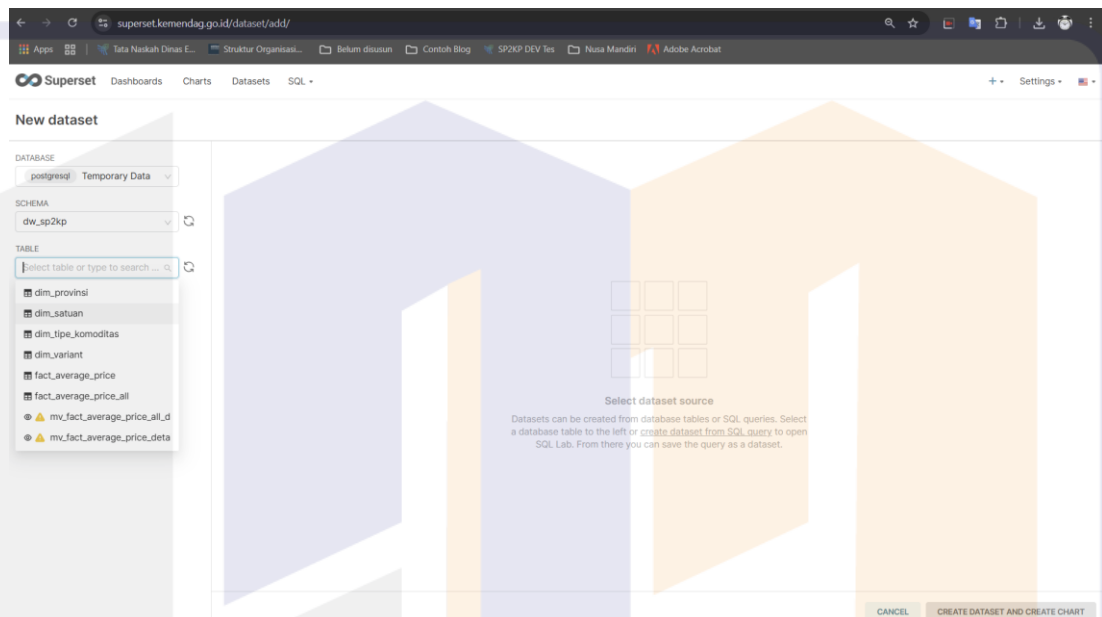 superset.kemendag.go.id/dataset/add/
Apps Tata Naskah Dinas E... Struktur Organisasi... Belum disusun Contoh Blog SP2KP DEV Tes Nusa Mandiri Adobe Acrobat
Superset Dashboards Charts Datasets SQL Settings
New dataset
DATABASE
postgresql Temporary Data
SCHEMA
dw_sp2kp
TABLE
Select table or type to search ...
dim_provinsi
dim_satuan
dim_tipe_komoditas
dim_variant
fact_average_price
fact_average_price_all
mv_fact_average_price_all_d
mv_fact_average_price_deta
Select dataset source
Datasets can be created from database tables or SQL queries. Select
a database table to the left or create dataset from SQL query to open
SQL Lab. From there you can save the query as a dataset.
CANCEL CREATE DATASET AND CREATE CHART